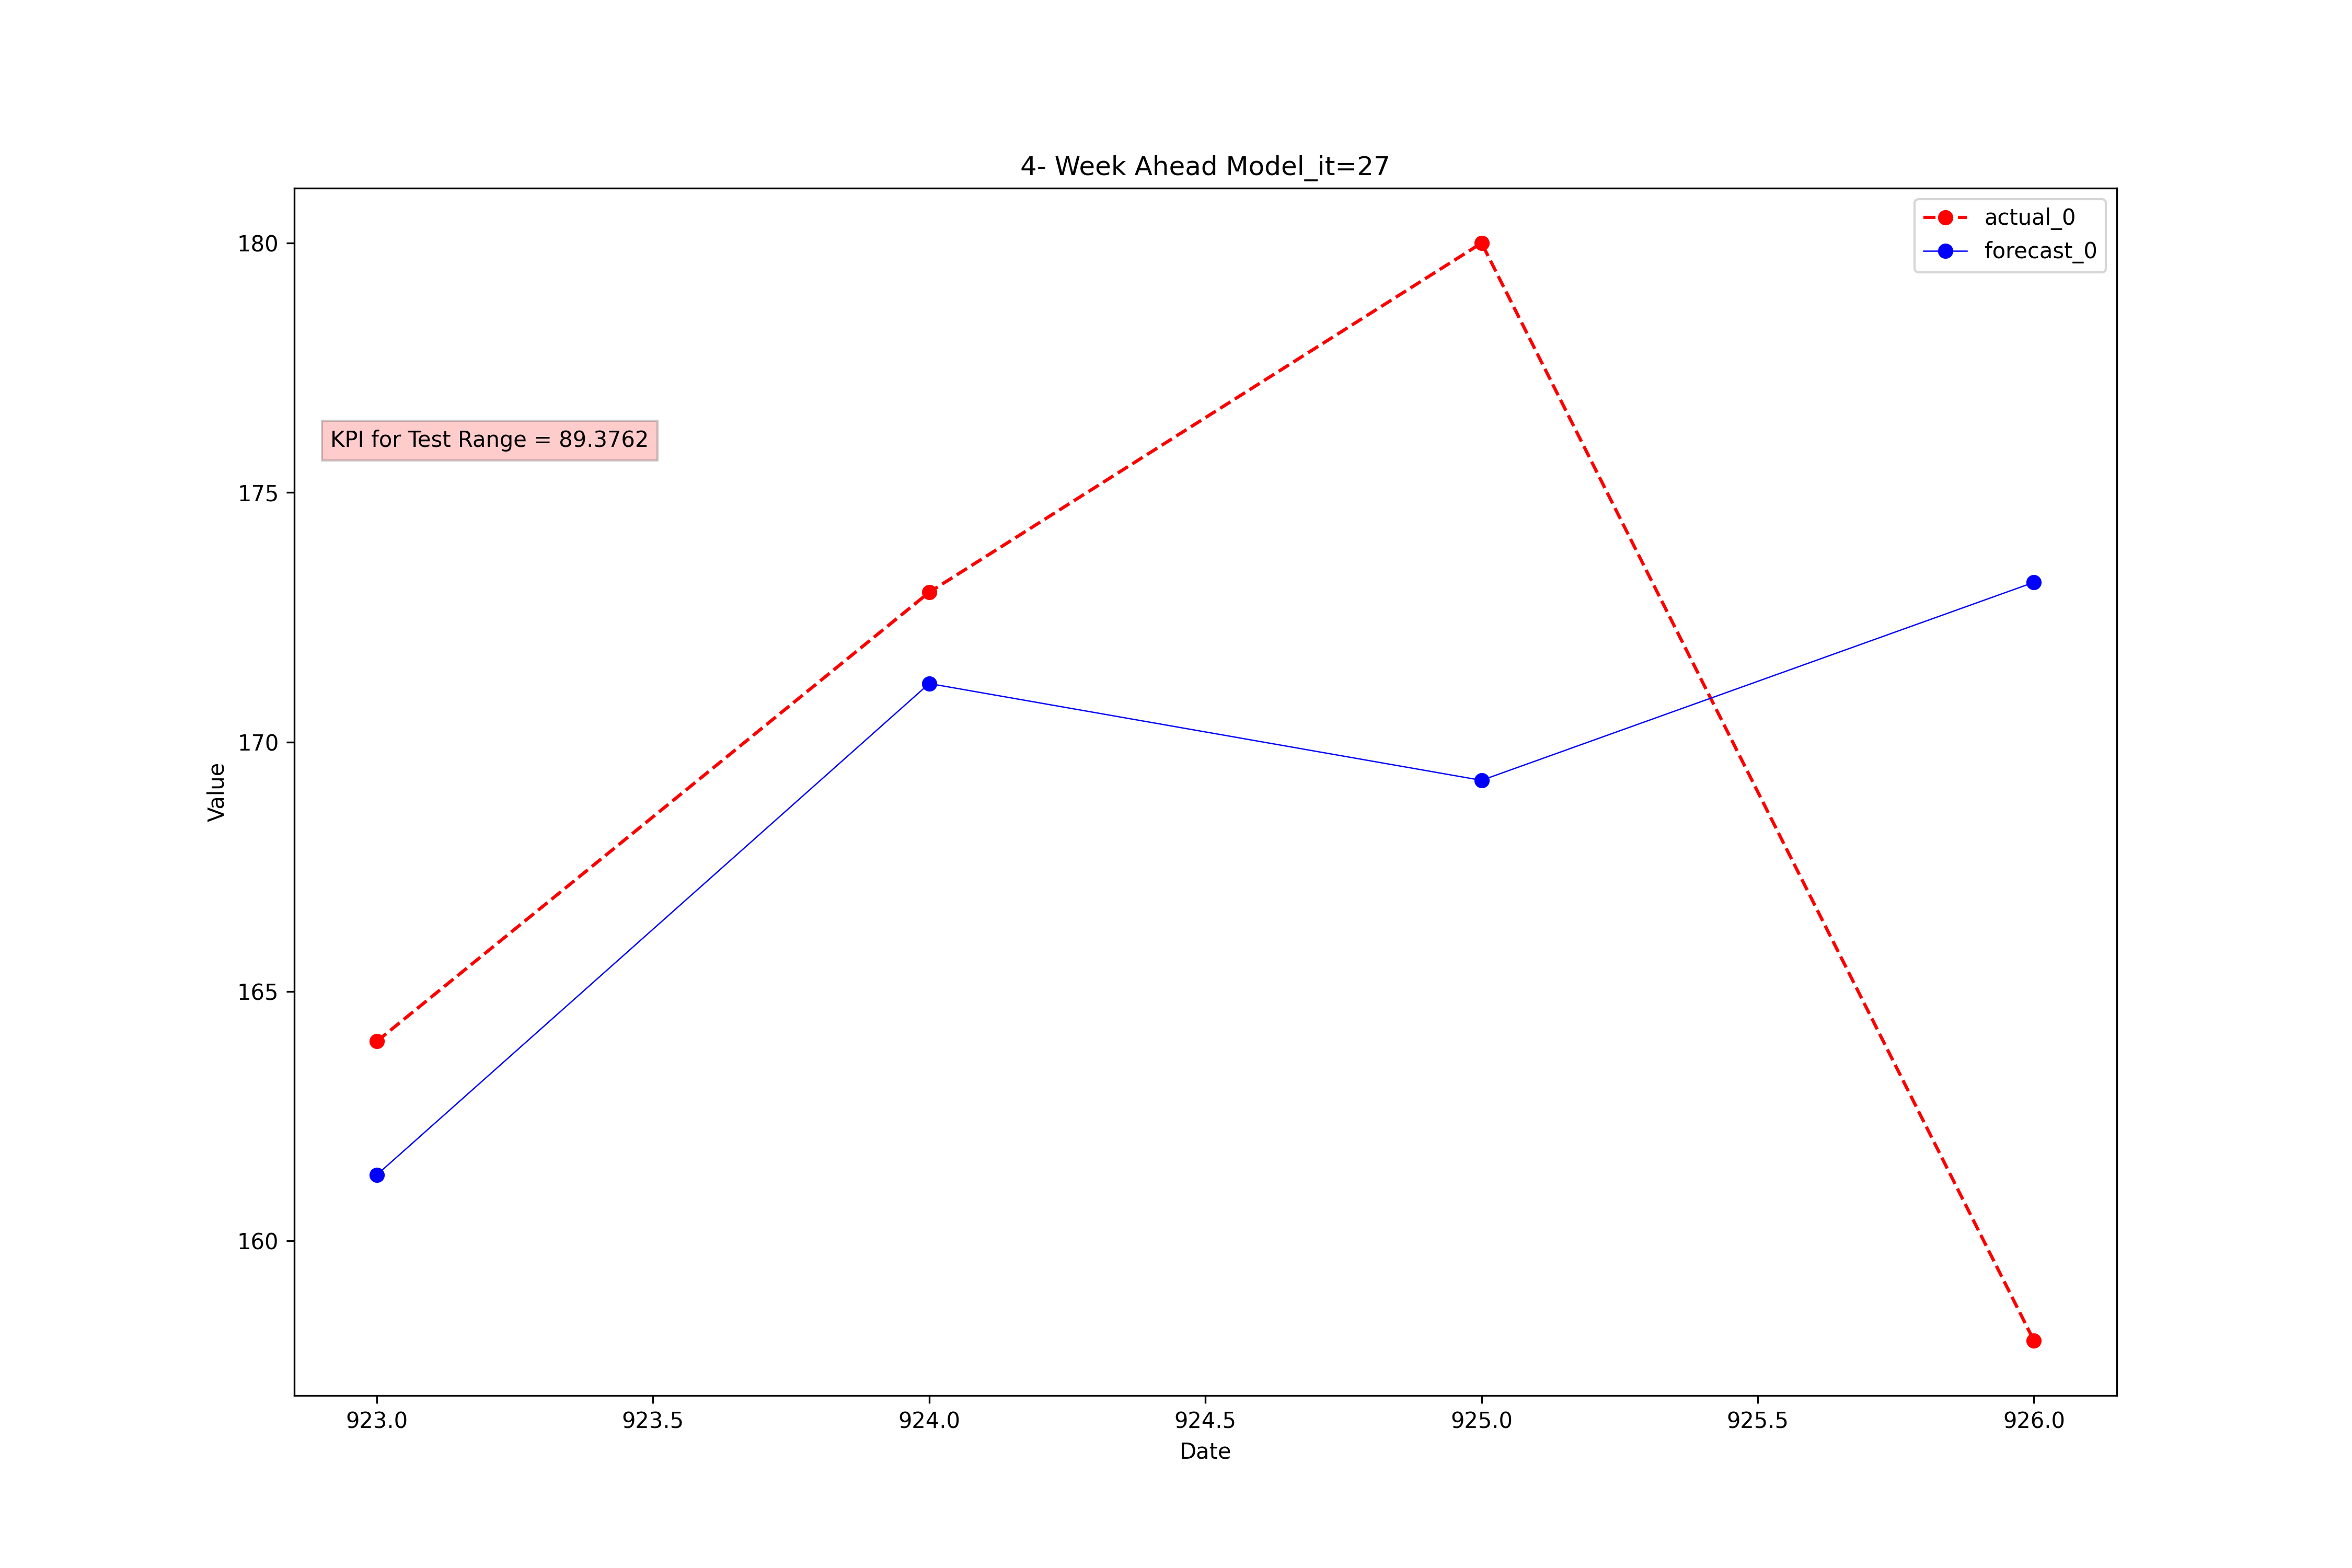 4- Week Ahead Model_it=27
actual_0
forecast_0
KPI for Test Range = 89.3762
Value
180
175
170
165
160
923.0 923.5 924.0 924.5 925.0 925.5 926.0
Date